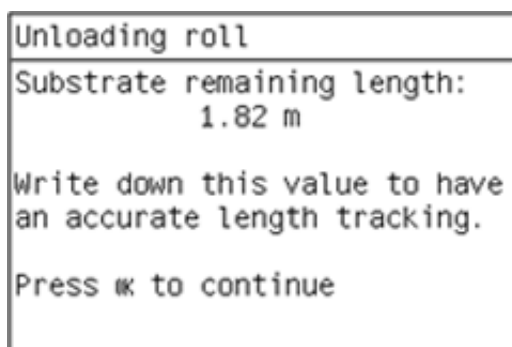 Unloading roll
Substrate remaining length:
1.82 m
Write down this value to have
an accurate length tracking.
Press OK to continue